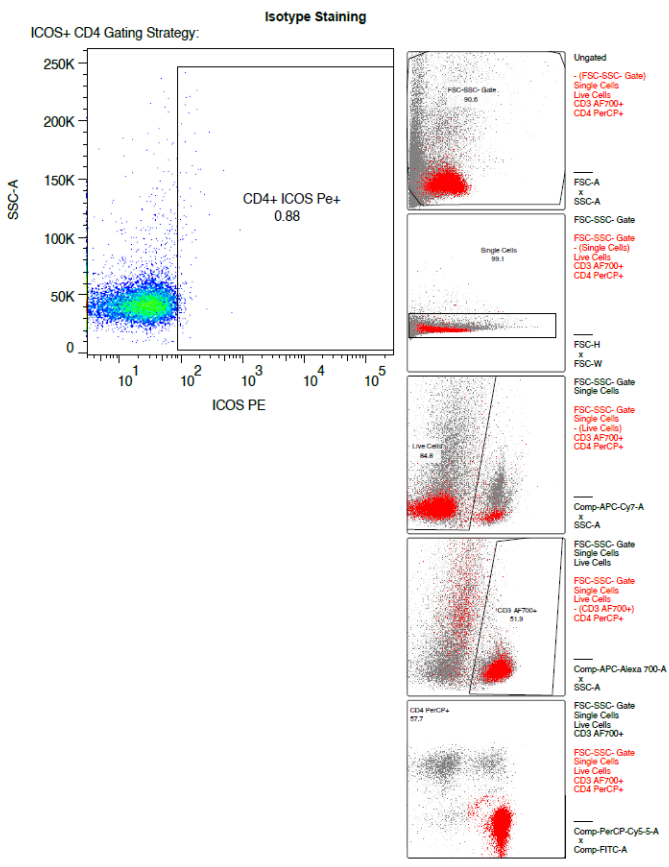 Isotype Staining
ICOS+ CD4 Gating Strategy:
250K
200K
150K
100K
50K
0
SSC-A
CD4+ ICOS Pe+
0.88
10^1
10^2
10^3
10^4
10^5
ICOS PE
FSC-SSC- Gate
90.6
Ungated
- (FSC-SSC- Gate)
Single Cells
Live Cells
CD3 AF700+
CD4 PerCP+
FSC-A
x
SSC-A
Single Cells
99.1
FSC-SSC- Gate
FSC-SSC- Gate
- (Single Cells)
Live Cells
CD3 AF700+
CD4 PerCP+
FSC-H
x
FSC-W
Live Cells
84.8
FSC-SSC- Gate
Single Cells
FSC-SSC- Gate
Single Cells
- (Live Cells)
CD3 AF700+
CD4 PerCP+
Comp-APC-Cy7-A
x
SSC-A
CD3 AF700+
51.9
FSC-SSC- Gate
Single Cells
Live Cells
FSC-SSC- Gate
Single Cells
Live Cells
- (CD3 AF700+)
CD4 PerCP+
Comp-APC-Alexa 700-A
x
SSC-A
CD4 PerCP+
57.7
FSC-SSC- Gate
Single Cells
Live Cells
CD3 AF700+
FSC-SSC- Gate
Single Cells
Live Cells
CD3 AF700+
CD4 PerCP+
Comp-PerCP-Cy5-5-A
x
Comp-FITC-A